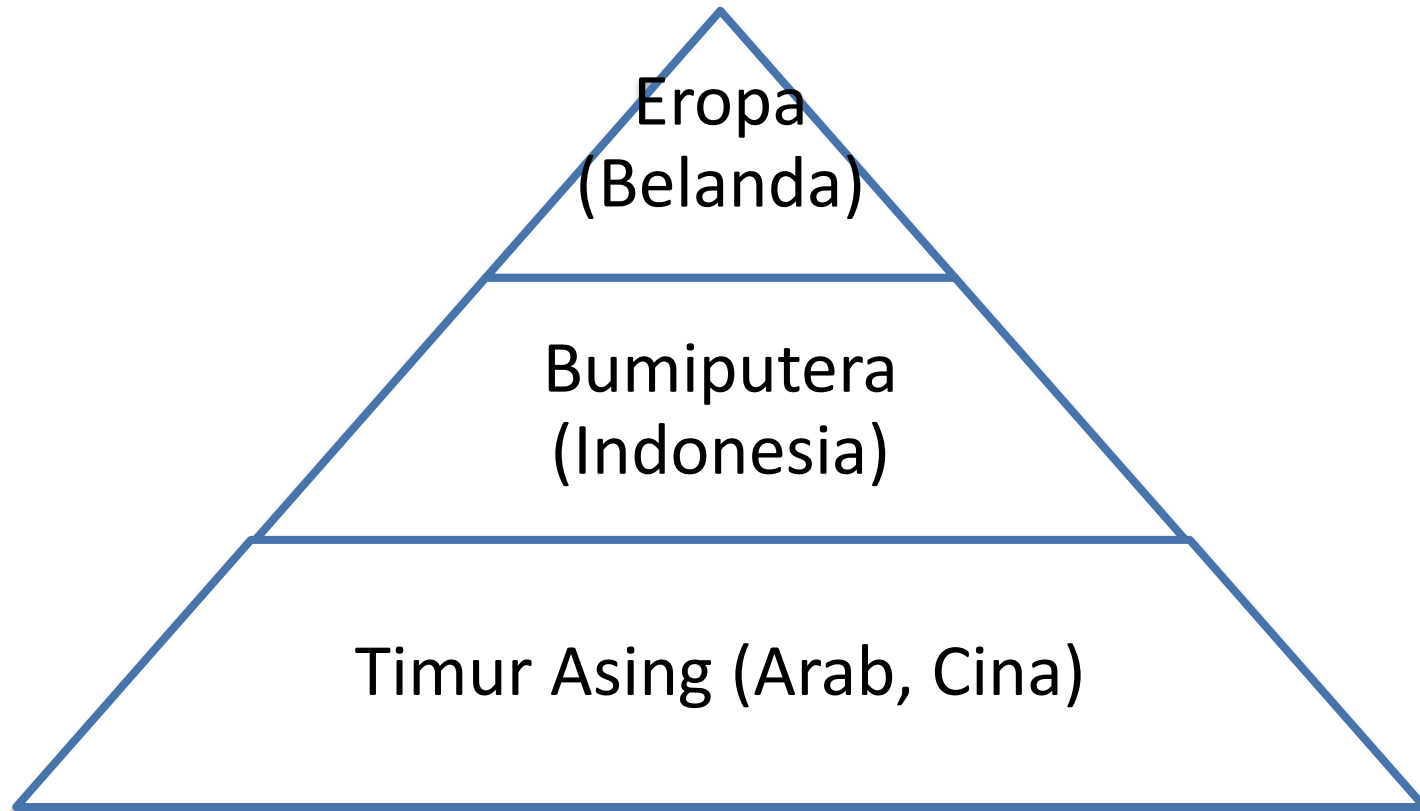 Eropa
(Belanda)
Bumiputera
(Indonesia)
Timur Asing (Arab, Cina)